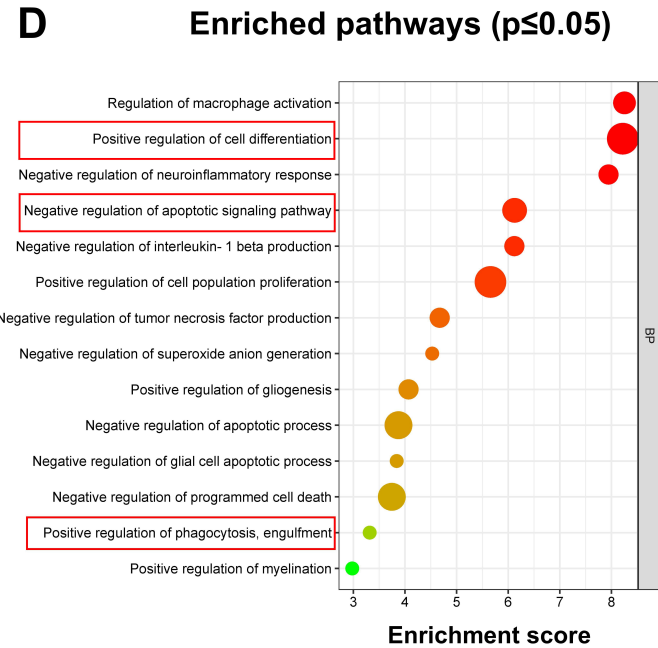 D
Enriched pathways (p≤0.05)
Regulation of macrophage activation
Positive regulation of cell differentiation
Negative regulation of neuroinflammatory response
Negative regulation of apoptotic signaling pathway
Negative regulation of interleukin- 1 beta production
Positive regulation of cell population proliferation
Negative regulation of tumor necrosis factor production
Negative regulation of superoxide anion generation
Positive regulation of gliogenesis
Negative regulation of apoptotic process
Negative regulation of glial cell apoptotic process
Negative regulation of programmed cell death
Positive regulation of phagocytosis, engulfment
Positive regulation of myelination
BP
3 4 5 6 7 8
Enrichment score